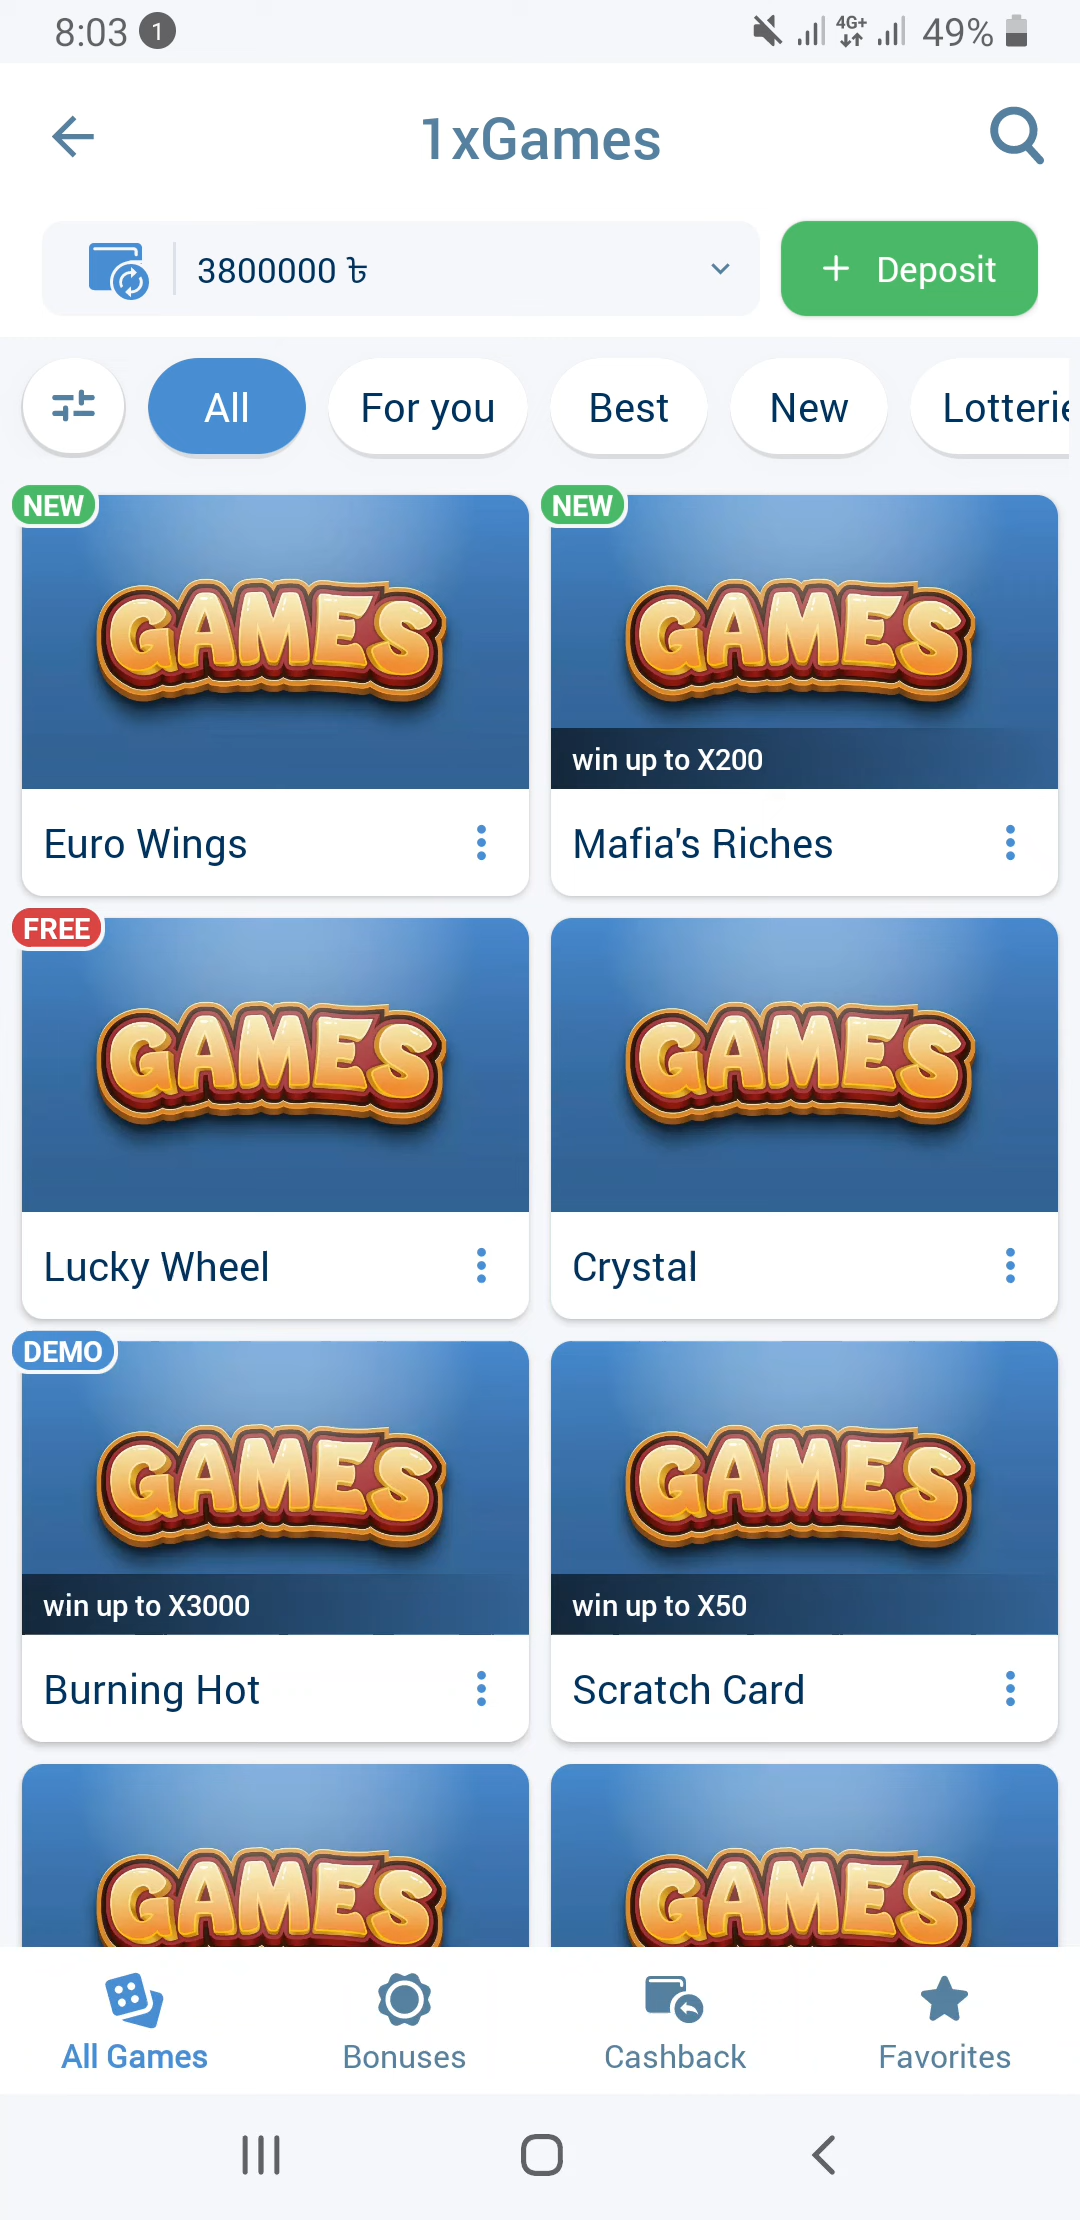 8:03 1 4G+ 49%
1xGames
3800000 ৳ + Deposit
All For you Best New Lotterie
NEW NEW
GAMES GAMES
win up to X200
Euro Wings Mafia's Riches
FREE
GAMES GAMES
Lucky Wheel Crystal
DEMO
GAMES GAMES
win up to X3000 win up to X50
Burning Hot Scratch Card
GAMES GAMES
All Games Bonuses Cashback Favorites